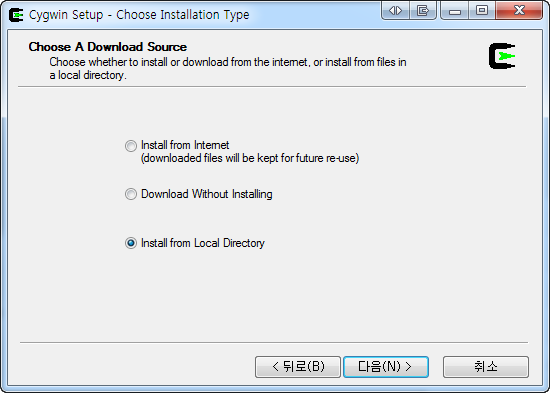 Cygwin Setup - Choose Installation Type
Choose A Download Source
Choose whether to install or download from the internet, or install from files in
a local directory.
Install from Internet
(downloaded files will be kept for future re-use)
Download Without Installing
Install from Local Directory
< 뒤로(B)
다음(N) >
취소